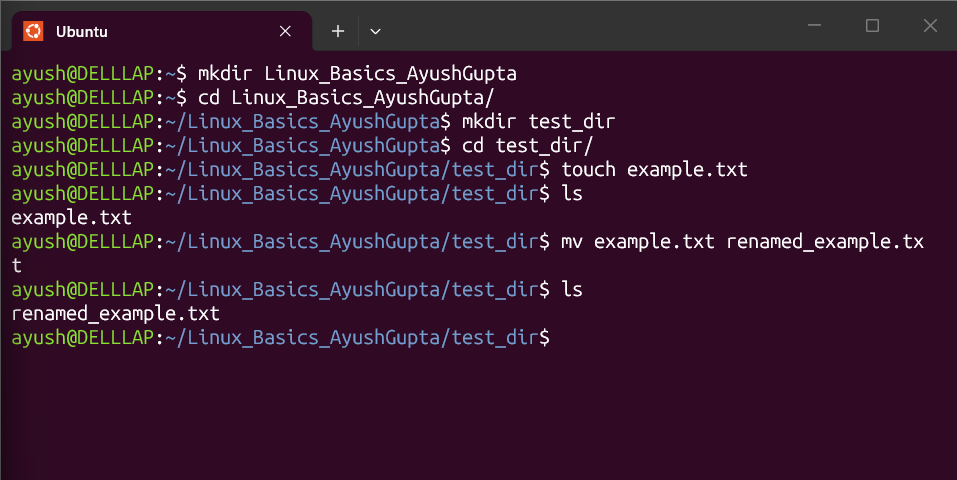 Ubuntu
ayush@DELLLAP:~$ mkdir Linux_Basics_AyushGupta
ayush@DELLLAP:~$ cd Linux_Basics_AyushGupta/
ayush@DELLLAP:~/Linux_Basics_AyushGupta$ mkdir test_dir
ayush@DELLLAP:~/Linux_Basics_AyushGupta$ cd test_dir/
ayush@DELLLAP:~/Linux_Basics_AyushGupta/test_dir$ touch example.txt
ayush@DELLLAP:~/Linux_Basics_AyushGupta/test_dir$ ls
example.txt
ayush@DELLLAP:~/Linux_Basics_AyushGupta/test_dir$ mv example.txt renamed_example.tx
t
ayush@DELLLAP:~/Linux_Basics_AyushGupta/test_dir$ ls
renamed_example.txt
ayush@DELLLAP:~/Linux_Basics_AyushGupta/test_dir$